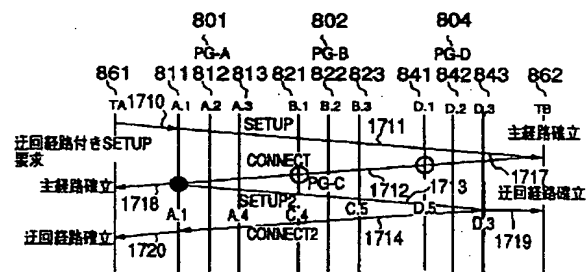 801 802 804
PG-A PG-B PG-D
861 811 812 813 821 822 823 841 842 843 862
TA 1710 A.1 A.2 A.3 B.1 B.2 B.3 D.1 D.2 D.3 TB
SETUP 1711 主経路確立
迂回経路付きSETUP
要求
CONNECT 1717
主経路確立 PG-C 1712 1713 迂回経路確立
1718 SETUP2
A.1 A.4 C.4 C.5 D.5 D.3
迂回経路確立 CONNECT2 1714 1719
1720